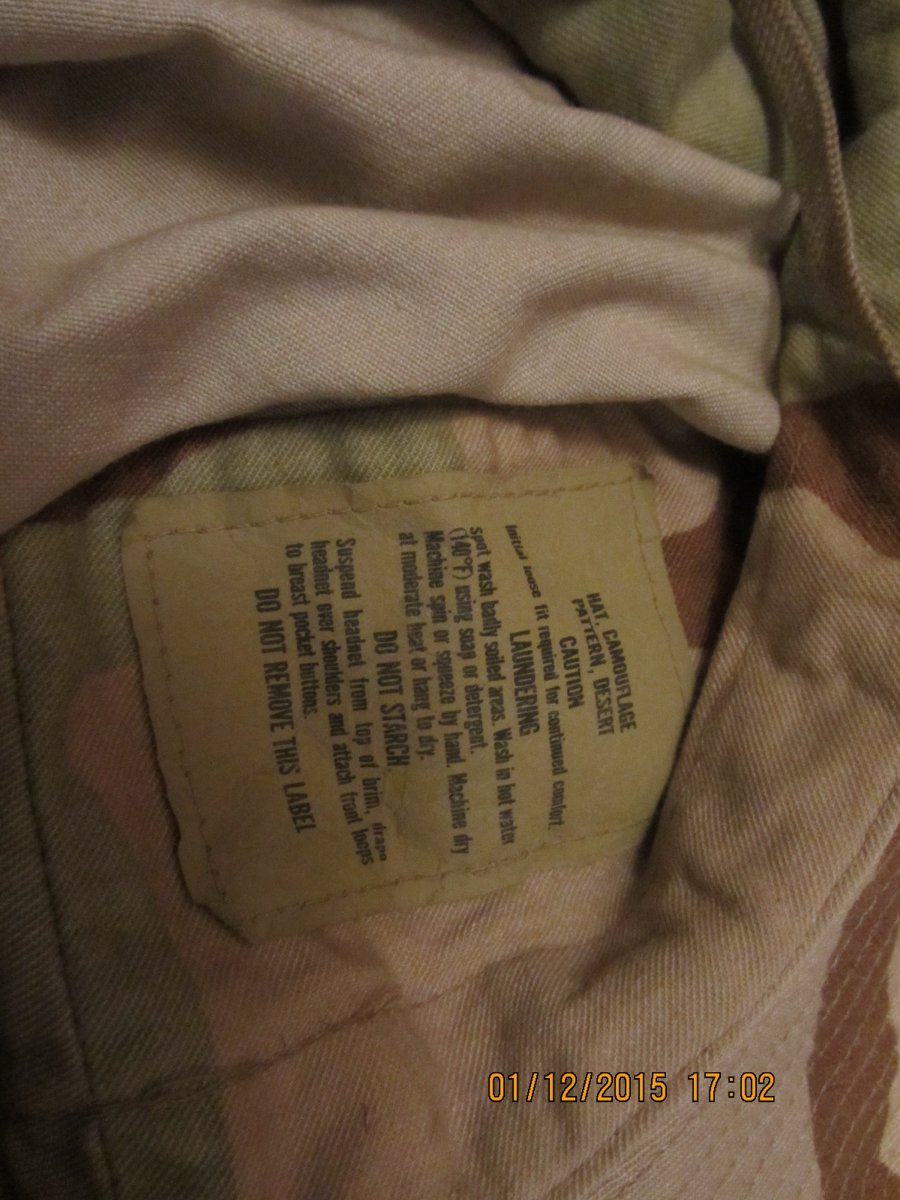 HAT, CAMOUFLAGE
PATTERN, DESERT
CAUTION
Initial loose fit required for continued comfort.
LAUNDERING
Spot wash badly soiled areas. Wash in hot water
(140°F) using soap or detergent.
Machine spin or squeeze by hand. Machine dry
at moderate heat or hang to dry.
DO NOT STARCH
Suspend headnet from top of brim, drape
headnet over shoulders and attach front loops
to breast pocket buttons.
DO NOT REMOVE THIS LABEL
01/12/2015 17:02